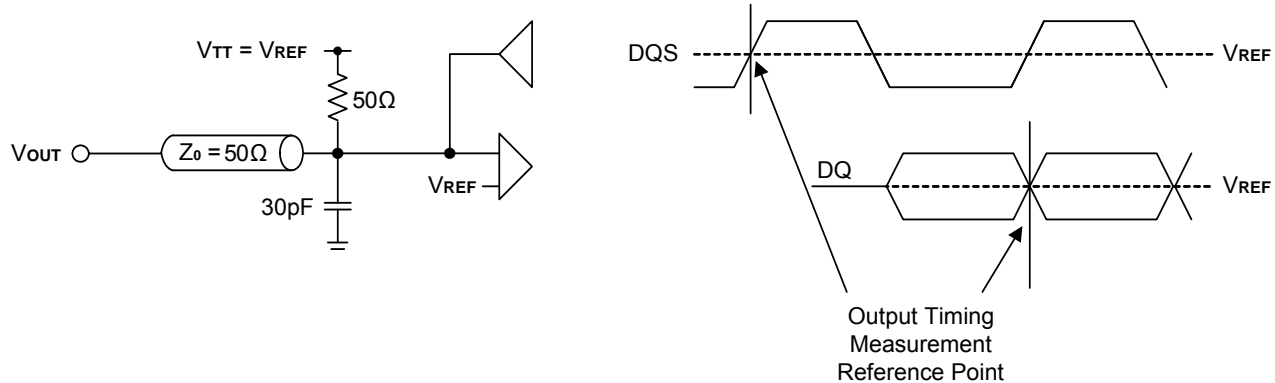 VTT = VREF
50Ω
VOUT
Z0 = 50Ω
VREF
30pF
DQS
VREF
DQ
VREF
Output Timing
Measurement
Reference Point